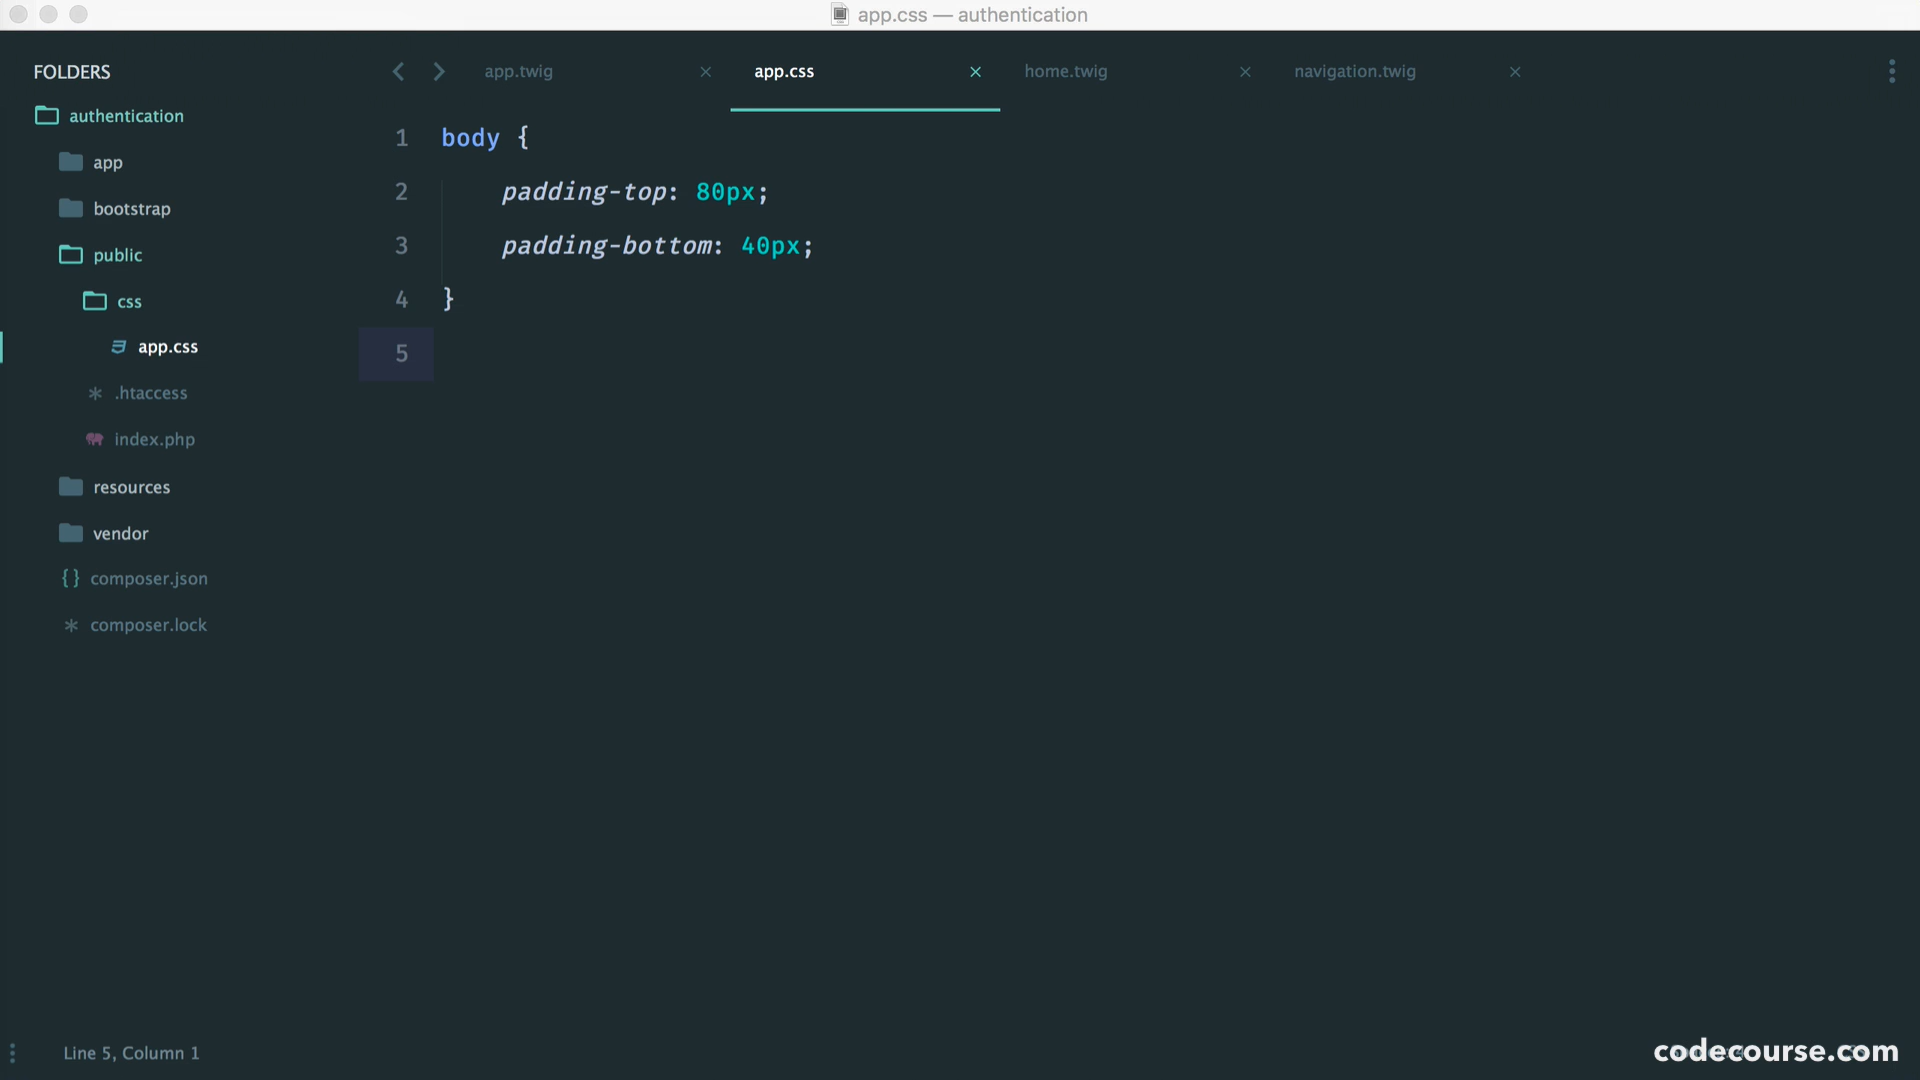 app.css — authentication
FOLDERS
authentication
app
bootstrap
public
css
app.css
.htaccess
index.php
resources
vendor
{} composer.json
* composer.lock
app.twig
app.css
home.twig
navigation.twig
1 body {
2 padding-top: 80px;
3 padding-bottom: 40px;
4 }
5
Line 5, Column 1
codecourse.com